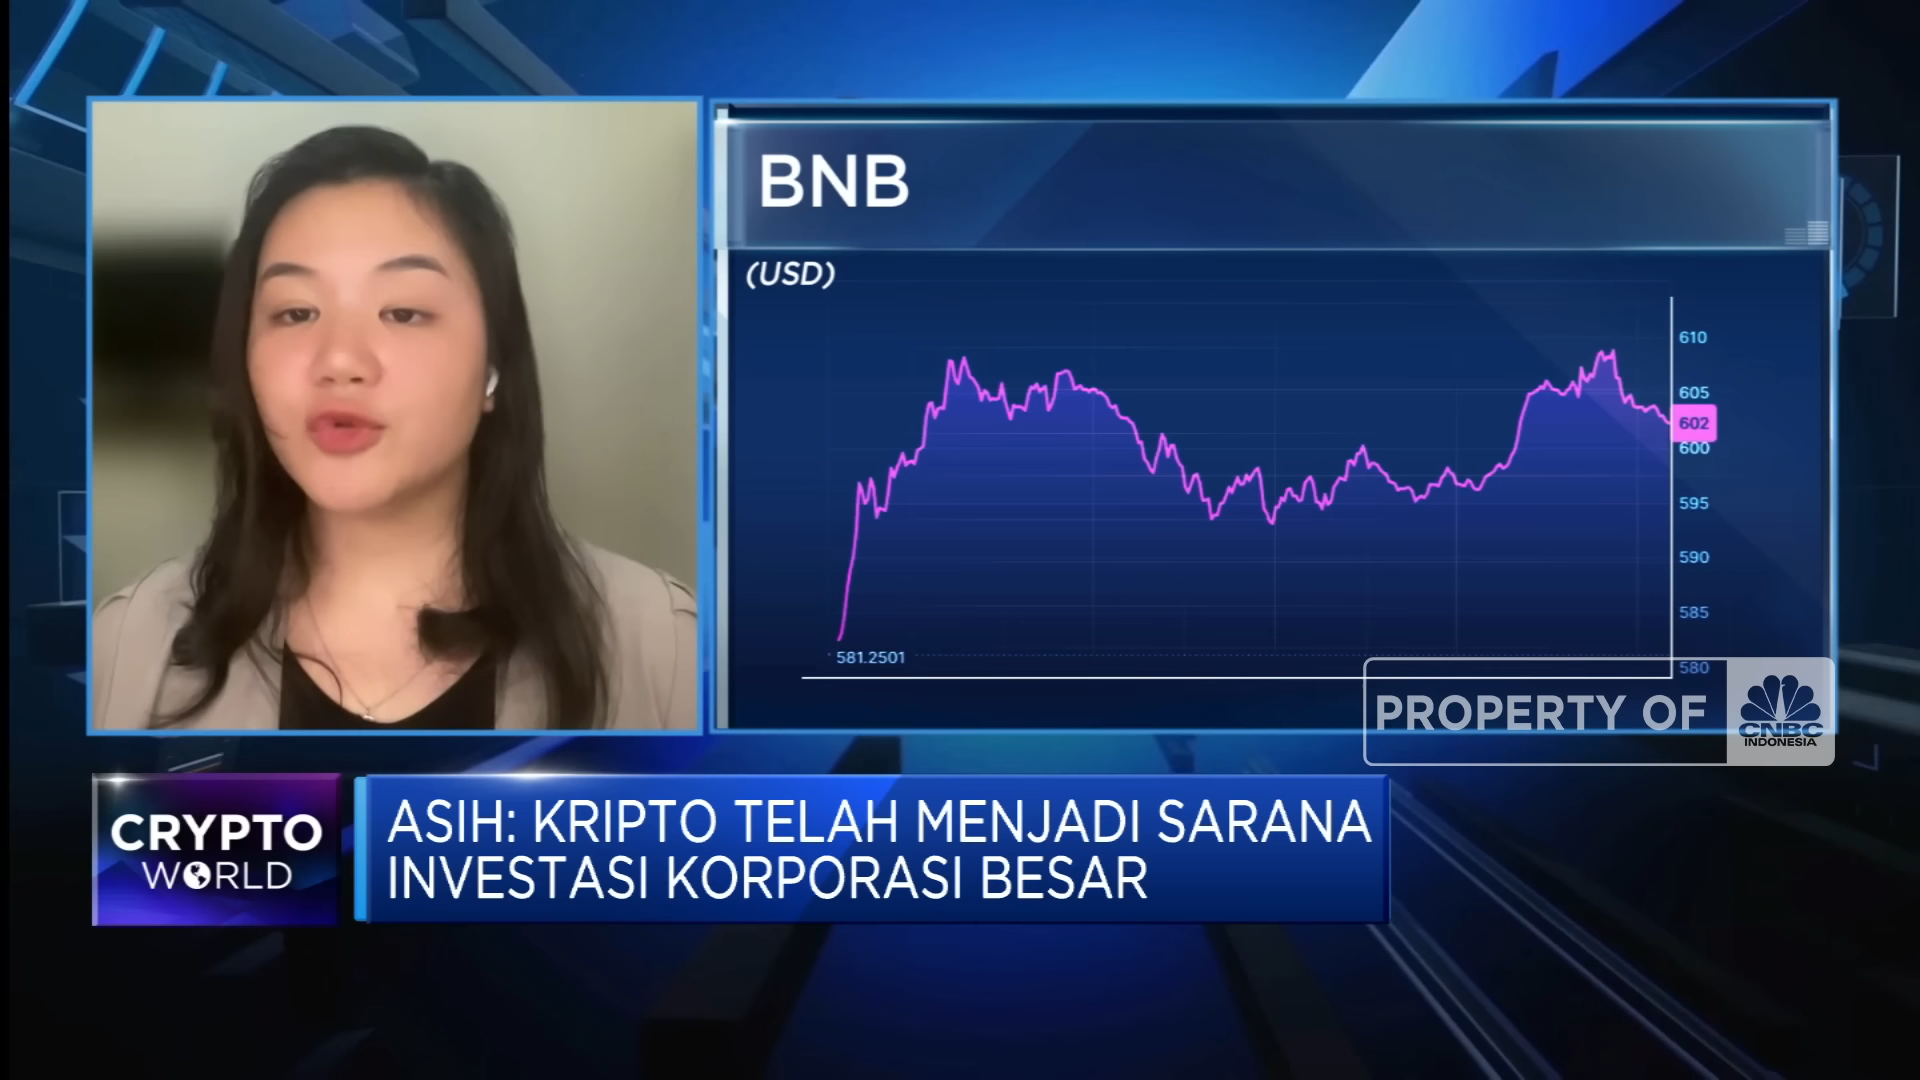 BNB
(USD)
610
605
602
600
595
590
585
580
581.2501
PROPERTY OF
CNBC
INDONESIA
CRYPTO
WORLD
ASIH: KRIPTO TELAH MENJADI SARANA
INVESTASI KORPORASI BESAR